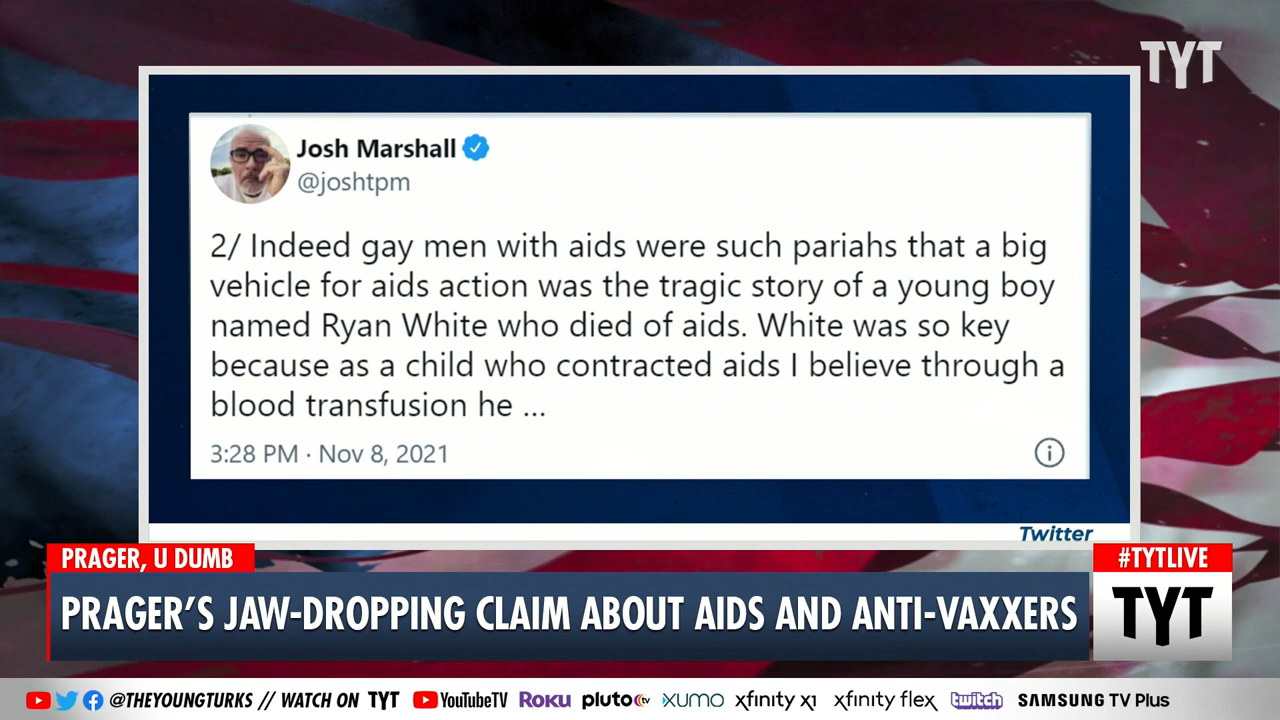 TYT
Josh Marshall
@joshtpm
2/ Indeed gay men with aids were such pariahs that a big
vehicle for aids action was the tragic story of a young boy
named Ryan White who died of aids. White was so key
because as a child who contracted aids I believe through a
blood transfusion he ...
3:28 PM · Nov 8, 2021
Twitter
PRAGER, U DUMB
#TYTLIVE
PRAGER'S JAW-DROPPING CLAIM ABOUT AIDS AND ANTI-VAXXERS
TYT
@THEYOUNGTURKS // WATCH ON TYT YouTubeTV ROKU pluto tv XUMO xfinity x1 xfinity flex twitch SAMSUNG TV Plus